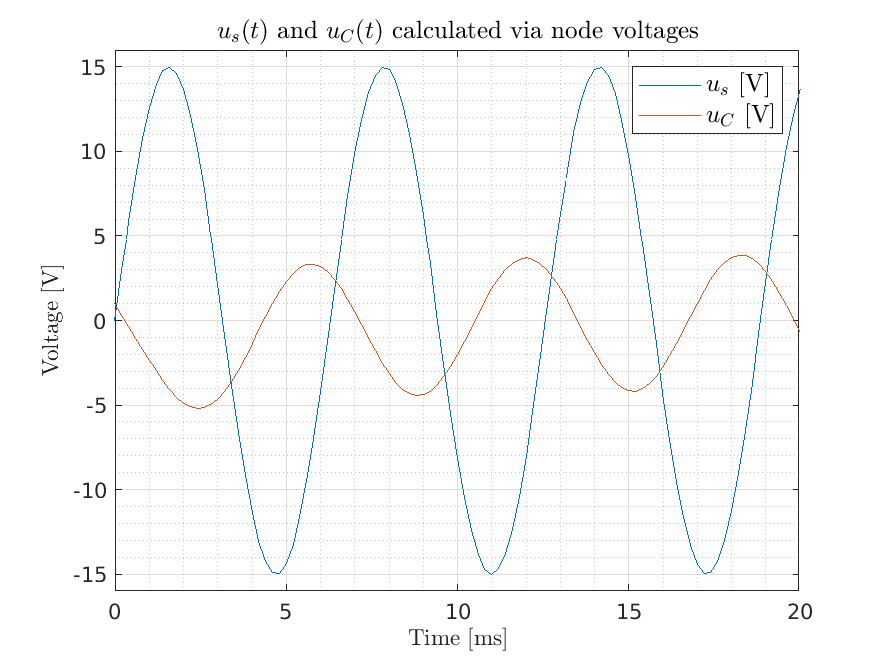 u_s(t) and u_C(t) calculated via node voltages
u_s [V]
u_C [V]
15
10
5
0
-5
-10
-15
Voltage [V]
0 5 10 15 20
Time [ms]